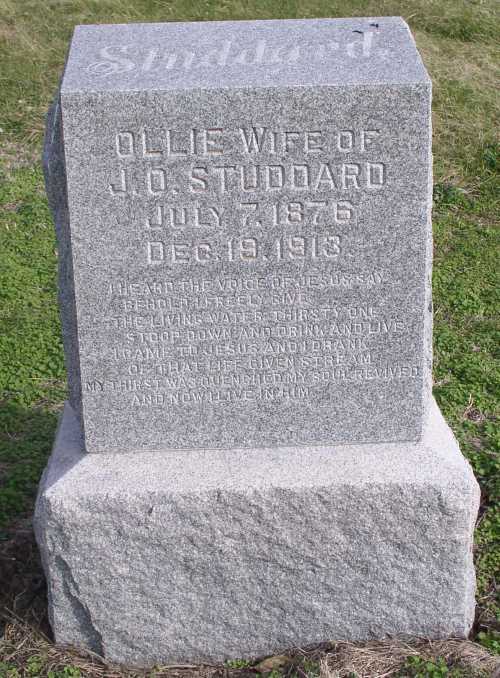 Studdard.
OLLIE WIFE OF
J. O. STUDDARD
JULY 7. 1876
DEC. 19. 1913.
I HEARD THE VOICE OF JESUS SAY
BEHOLD I FREELY GIVE
THE LIVING WATER. THIRSTY ONE
STOOP DOWN AND DRINK AND LIVE
I CAME TO JESUS AND I DRANK
OF THAT LIFE GIVEN STREAM
MY THIRST WAS QUENCHED MY SOUL REVIVED
AND NOW I LIVE IN HIM